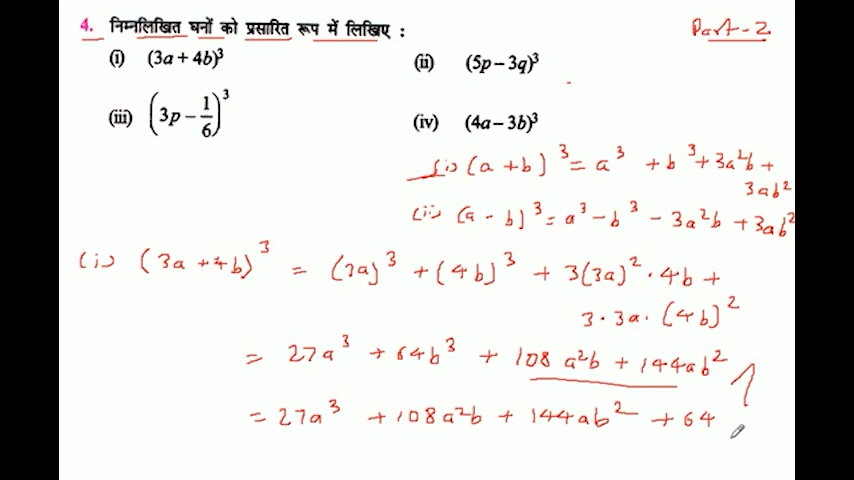 4. निम्नलिखित घनों को प्रसारित रूप में लिखिए : Part-2
(i) (3a + 4b)³ (ii) (5p – 3q)³
(iii) (3p – 1/6)³ (iv) (4a – 3b)³
(i) (a + b)³ = a³ + b³ + 3a²b +
3ab²
(ii) (a - b)³ = a³ - b³ - 3a²b + 3ab²
(i) (3a + 4b)³ = (3a)³ + (4b)³ + 3(3a)² · 4b +
3 · 3a · (4b)²
= 27a³ + 64b³ + 108a²b + 144ab²
= 27a³ + 108a²b + 144ab² + 64